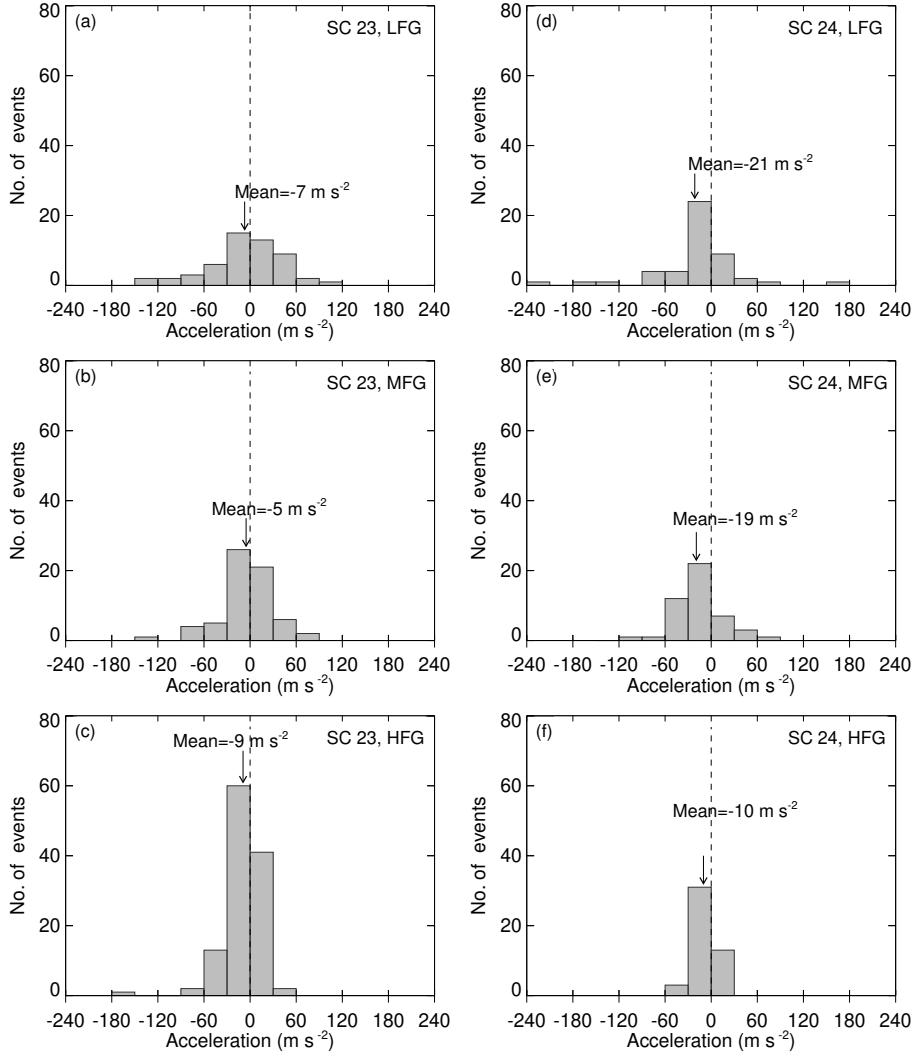 (a)
SC 23, LFG
80
60
40
20
0
No. of events
Mean=-7 m s-2
-240 -180 -120 -60 0 60 120 180 240
Acceleration (m s-2)
(d)
SC 24, LFG
80
60
40
20
0
No. of events
Mean=-21 m s-2
-240 -180 -120 -60 0 60 120 180 240
Acceleration (m s-2)
(b)
SC 23, MFG
80
60
40
20
0
No. of events
Mean=-5 m s-2
-240 -180 -120 -60 0 60 120 180 240
Acceleration (m s-2)
(e)
SC 24, MFG
80
60
40
20
0
No. of events
Mean=-19 m s-2
-240 -180 -120 -60 0 60 120 180 240
Acceleration (m s-2)
(c)
SC 23, HFG
80
60
40
20
0
No. of events
Mean=-9 m s-2
-240 -180 -120 -60 0 60 120 180 240
Acceleration (m s-2)
(f)
SC 24, HFG
80
60
40
20
0
No. of events
Mean=-10 m s-2
-240 -180 -120 -60 0 60 120 180 240
Acceleration (m s-2)